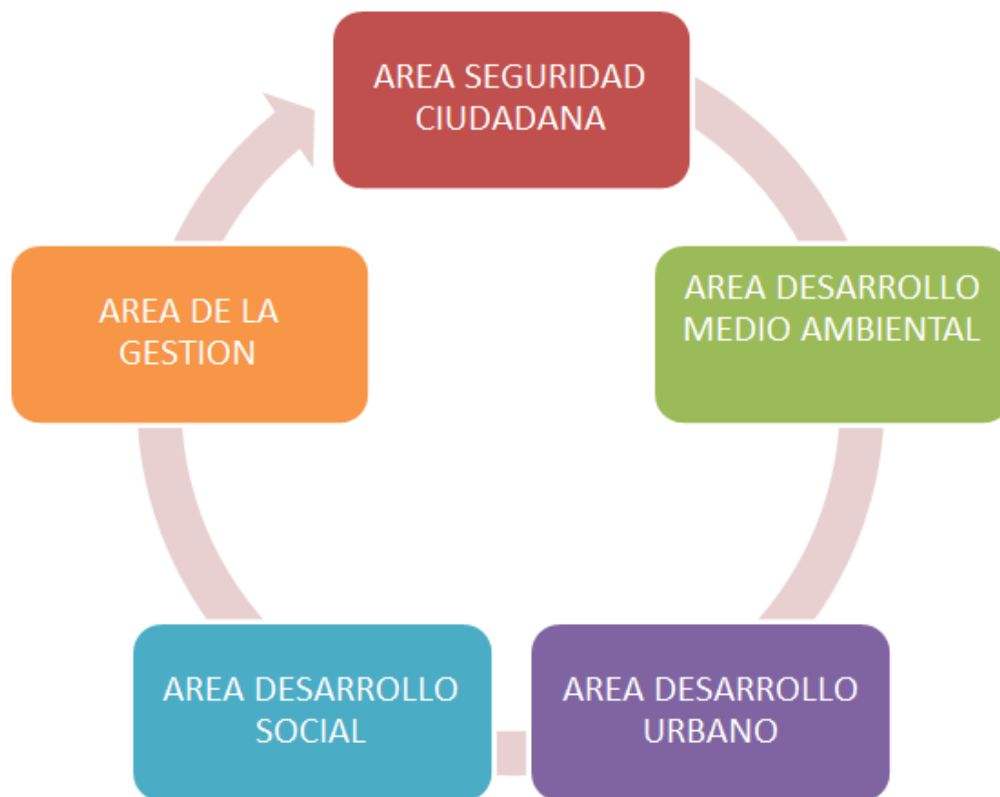 AREA SEGURIDAD
CIUDADANA
AREA DESARROLLO
MEDIO AMBIENTAL
AREA DESARROLLO
URBANO
AREA DESARROLLO
SOCIAL
AREA DE LA
GESTION